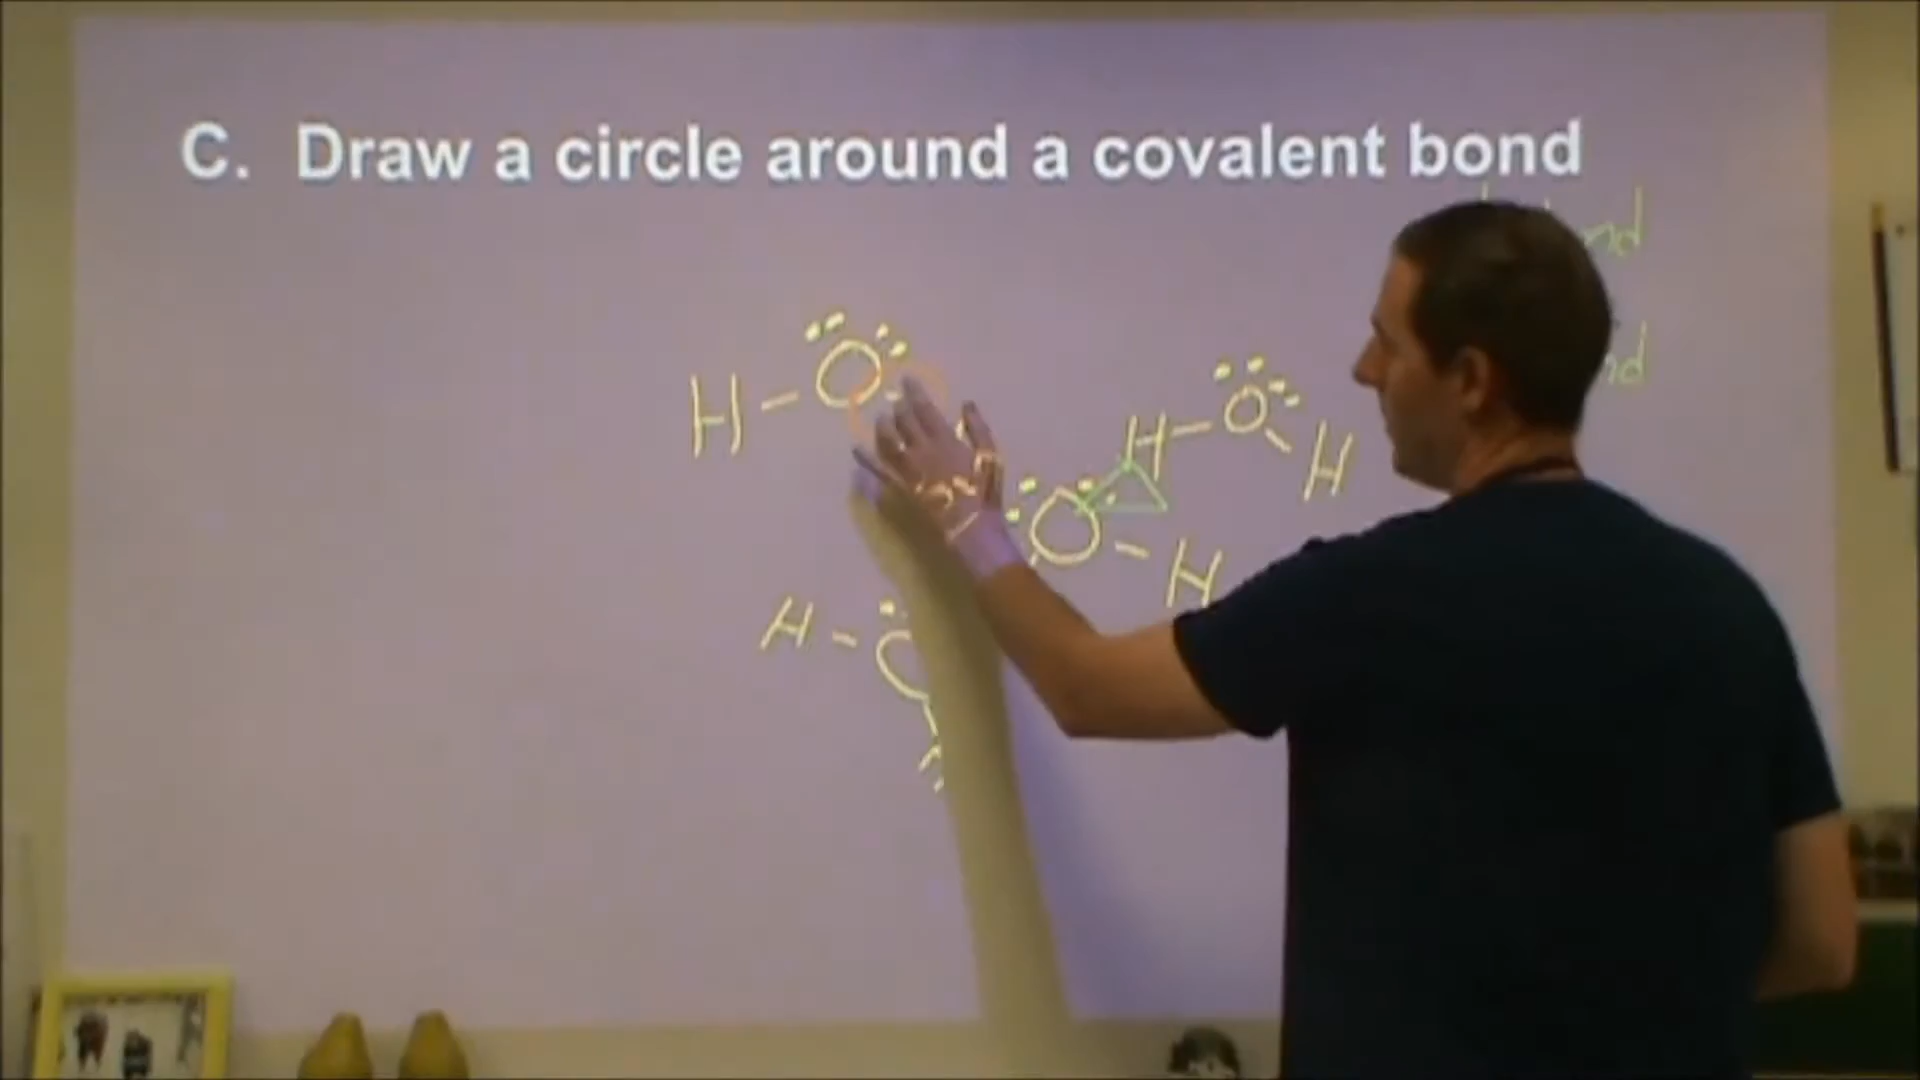 C. Draw a circle around a covalent bond
H - O
H - O
H
O - H
H - O